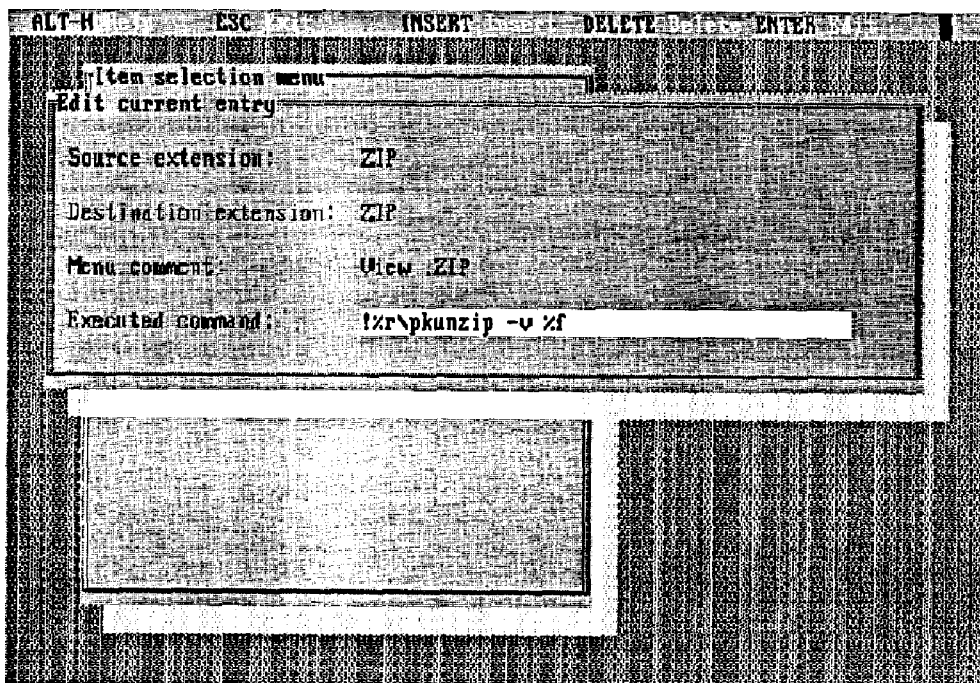 ALT-H ESC INSERT DELETE ENTER
Item selection menu
Edit current entry
Source extension: ZIP
Destination extension: ZIP
Menu comment: View .ZIP
Executed command: !%r\pkunzip -v %f